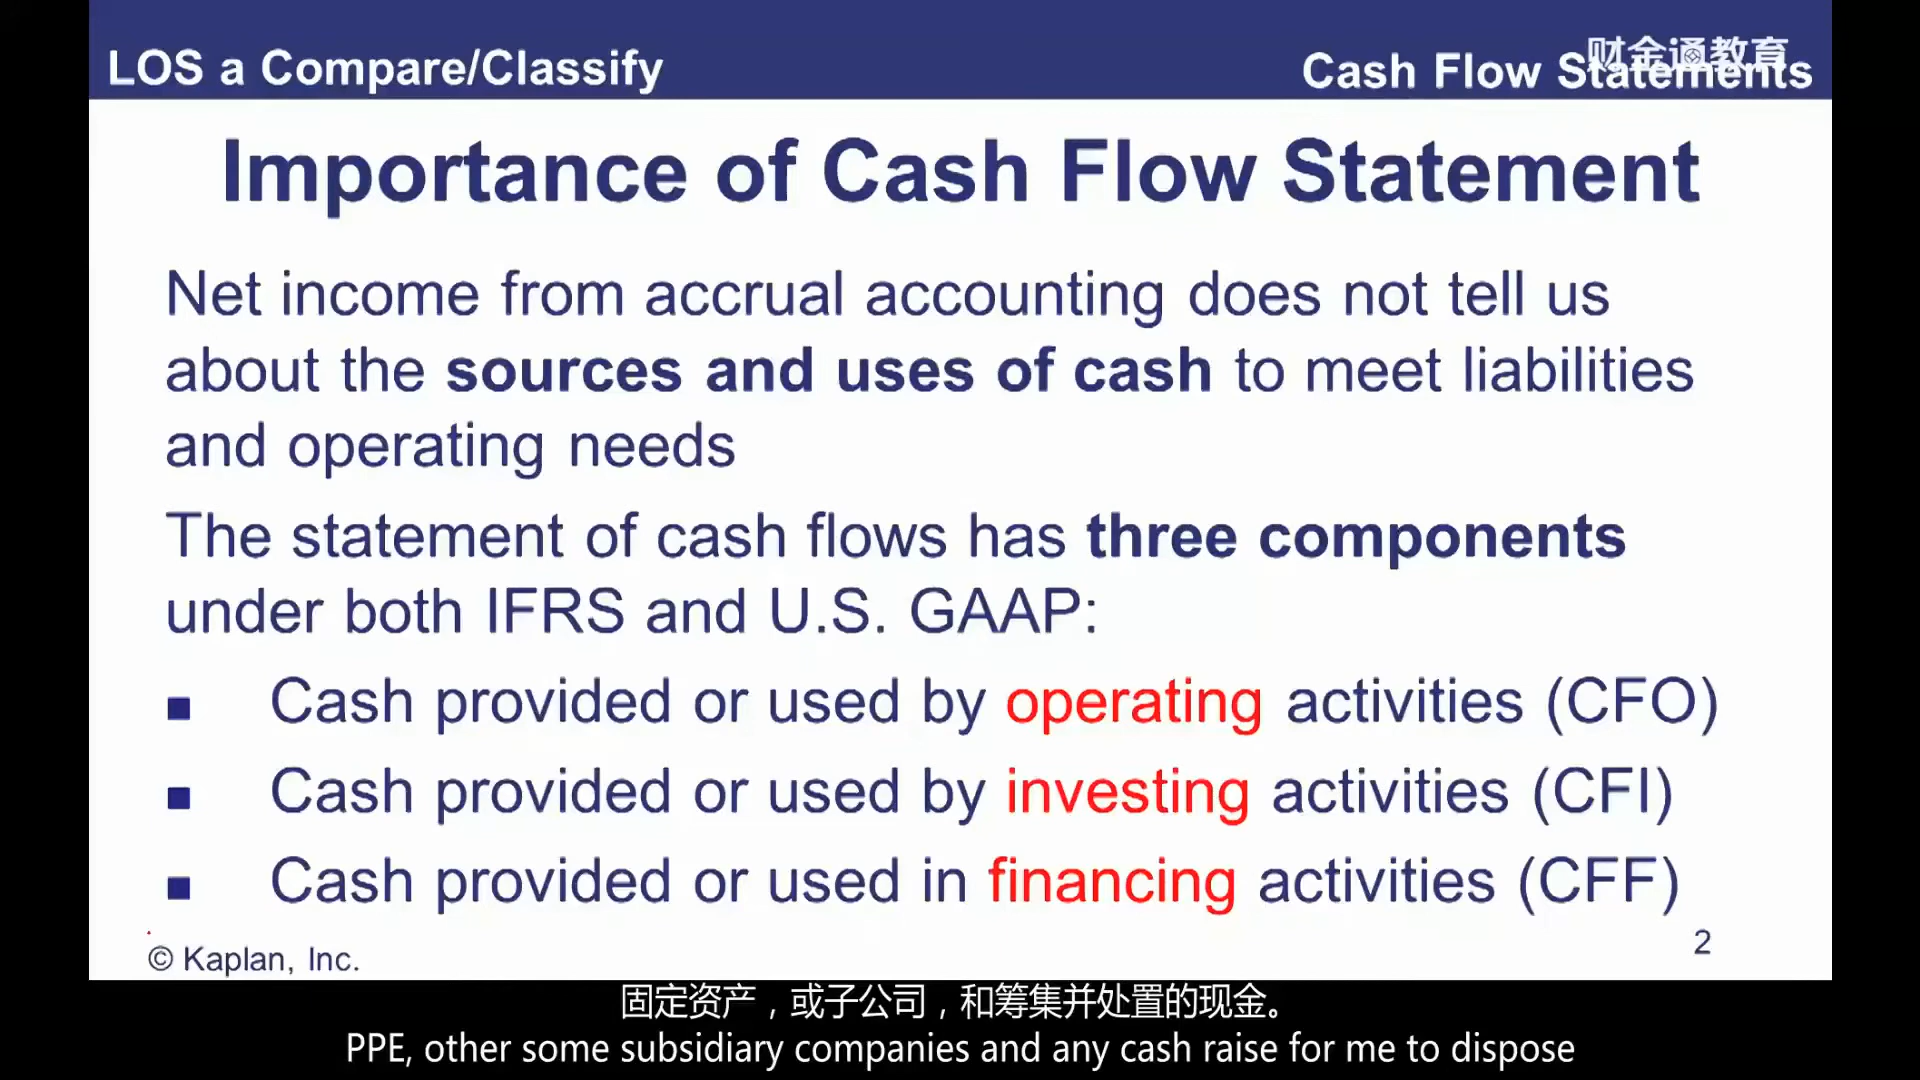 LOS a Compare/Classify
Cash Flow Statements
财金通教育
Importance of Cash Flow Statement
Net income from accrual accounting does not tell us
about the sources and uses of cash to meet liabilities
and operating needs
The statement of cash flows has three components
under both IFRS and U.S. GAAP:
▪ Cash provided or used by operating activities (CFO)
▪ Cash provided or used by investing activities (CFI)
▪ Cash provided or used in financing activities (CFF)
© Kaplan, Inc.
2
固定资产，或子公司，和筹集并处置的现金。
PPE, other some subsidiary companies and any cash raise for me to dispose